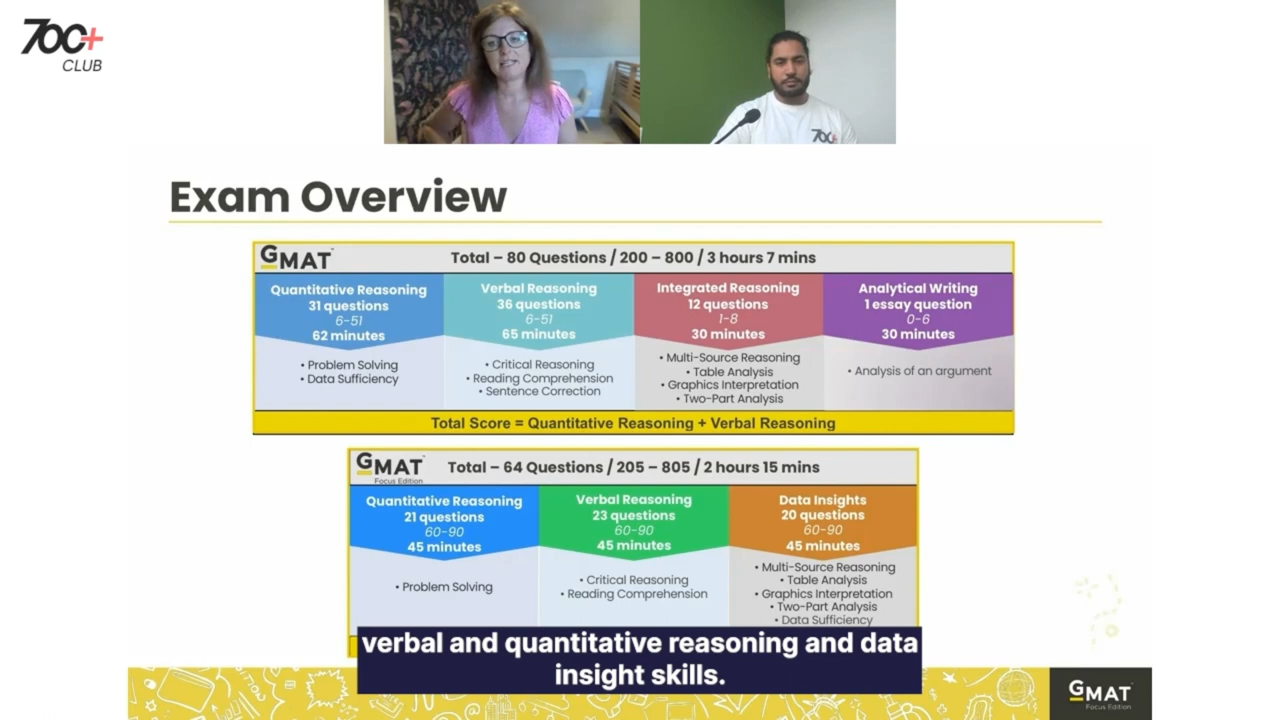 700+
CLUB
700+
Exam Overview
GMAT™
Total – 80 Questions / 200 – 800 / 3 hours 7 mins
Quantitative Reasoning
31 questions
6-51
62 minutes
• Problem Solving
• Data Sufficiency
Verbal Reasoning
36 questions
6-51
65 minutes
• Critical Reasoning
• Reading Comprehension
• Sentence Correction
Integrated Reasoning
12 questions
1-8
30 minutes
• Multi-Source Reasoning
• Table Analysis
• Graphics Interpretation
• Two-Part Analysis
Analytical Writing
1 essay question
0-6
30 minutes
• Analysis of an argument
Total Score = Quantitative Reasoning + Verbal Reasoning
GMAT™
Focus Edition
Total – 64 Questions / 205 – 805 / 2 hours 15 mins
Quantitative Reasoning
21 questions
60-90
45 minutes
• Problem Solving
Verbal Reasoning
23 questions
60-90
45 minutes
• Critical Reasoning
• Reading Comprehension
Data Insights
20 questions
60-90
45 minutes
• Multi-Source Reasoning
• Table Analysis
• Graphics Interpretation
• Two-Part Analysis
• Data Sufficiency
verbal and quantitative reasoning and data
insight skills.
GMAT™
Focus Edition